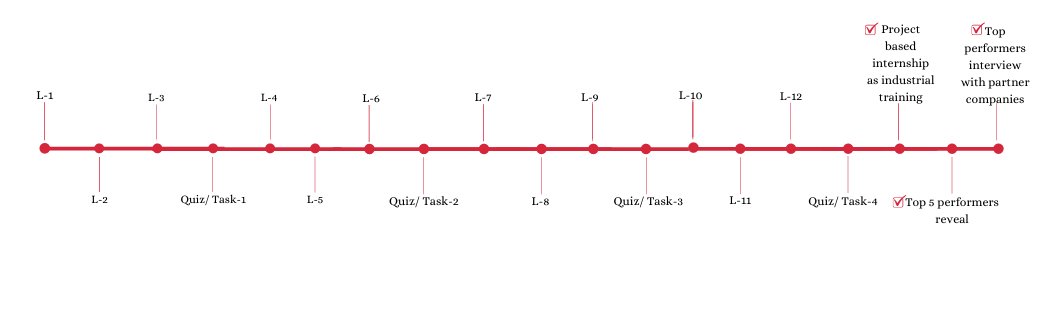 Project
based
internship
as industrial
training
Top
performers
interview
with partner
companies
L-1
L-3
L-4
L-6
L-7
L-9
L-10
L-12
L-2
Quiz/ Task-1
L-5
Quiz/ Task-2
L-8
Quiz/ Task-3
L-11
Quiz/ Task-4
Top 5 performers
reveal